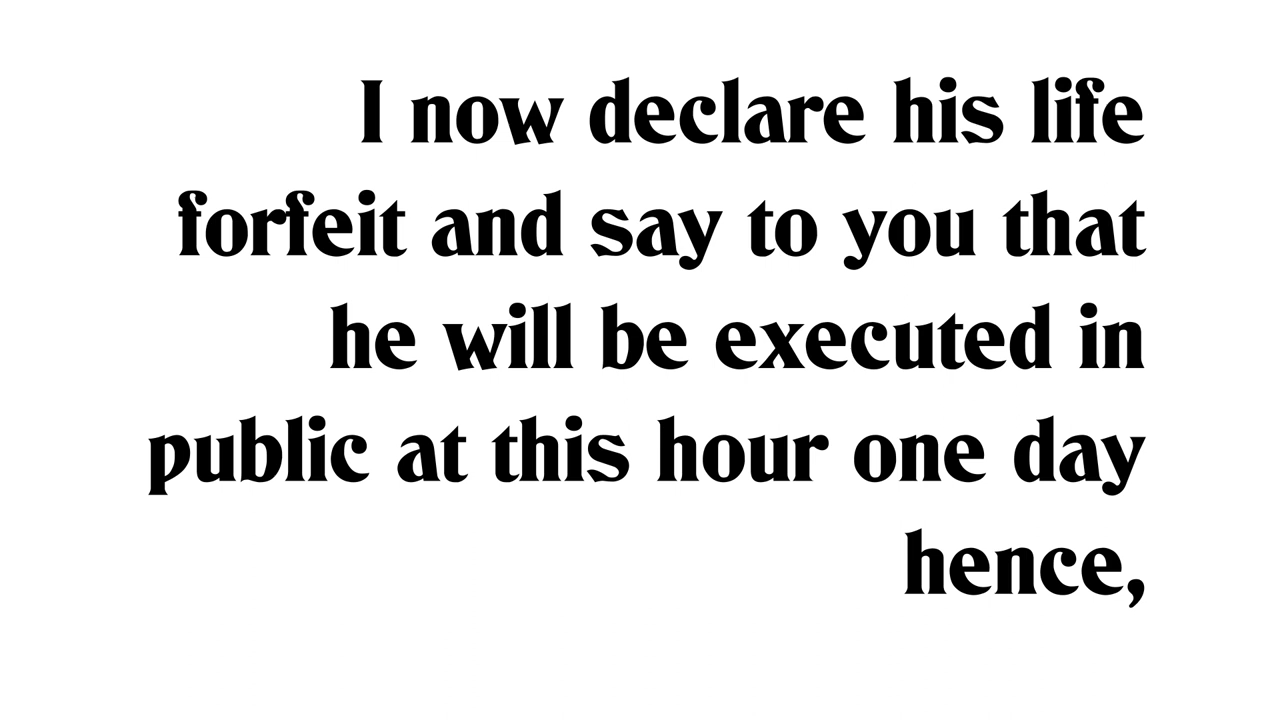 I now declare his life
forfeit and say to you that
he will be executed in
public at this hour one day
hence,